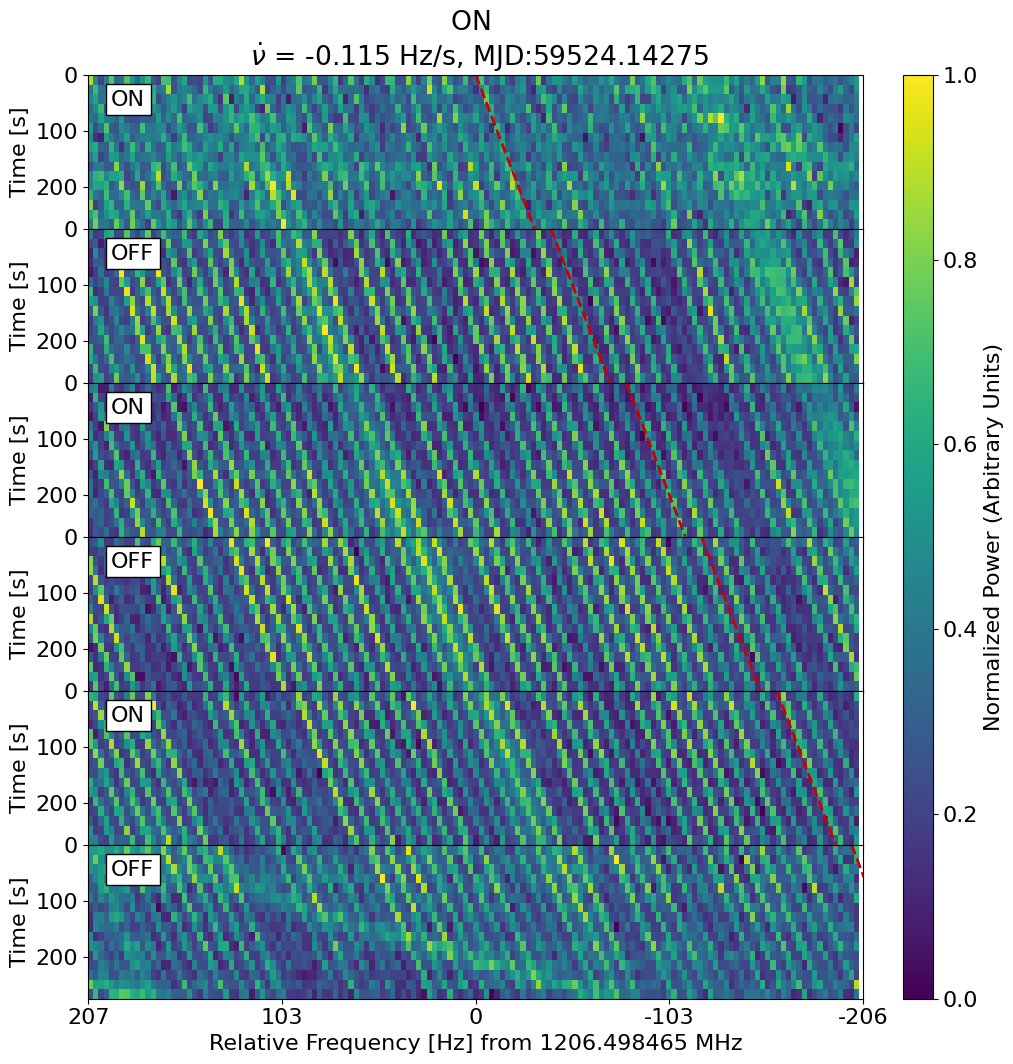 ON
ν̇ = -0.115 Hz/s, MJD:59524.14275
0
ON
100
200
Time [s]
0
OFF
100
200
Time [s]
0
ON
100
200
Time [s]
0
OFF
100
200
Time [s]
0
ON
100
200
Time [s]
0
OFF
100
200
Time [s]
207
103
0
-103
-206
Relative Frequency [Hz] from 1206.498465 MHz
1.0
0.8
0.6
0.4
0.2
0.0
Normalized Power (Arbitrary Units)